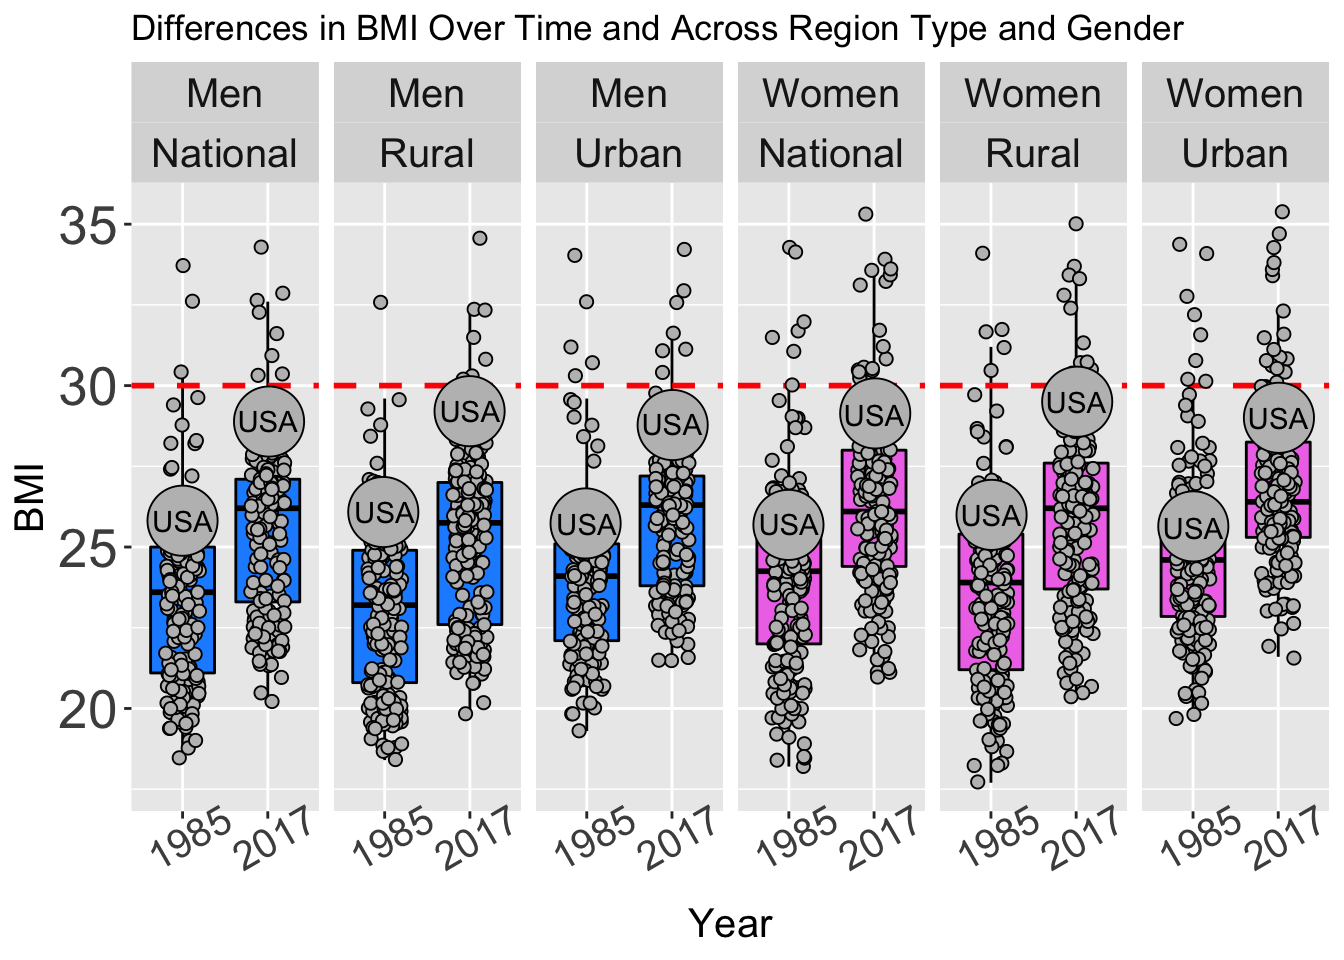 Differences in BMI Over Time and Across Region Type and Gender
Men Men Men Women Women Women
National Rural Urban National Rural Urban
35
30
25
20
BMI
USA USA USA USA USA USA USA USA USA USA USA USA
1985 2017 1985 2017 1985 2017 1985 2017 1985 2017 1985 2017
Year